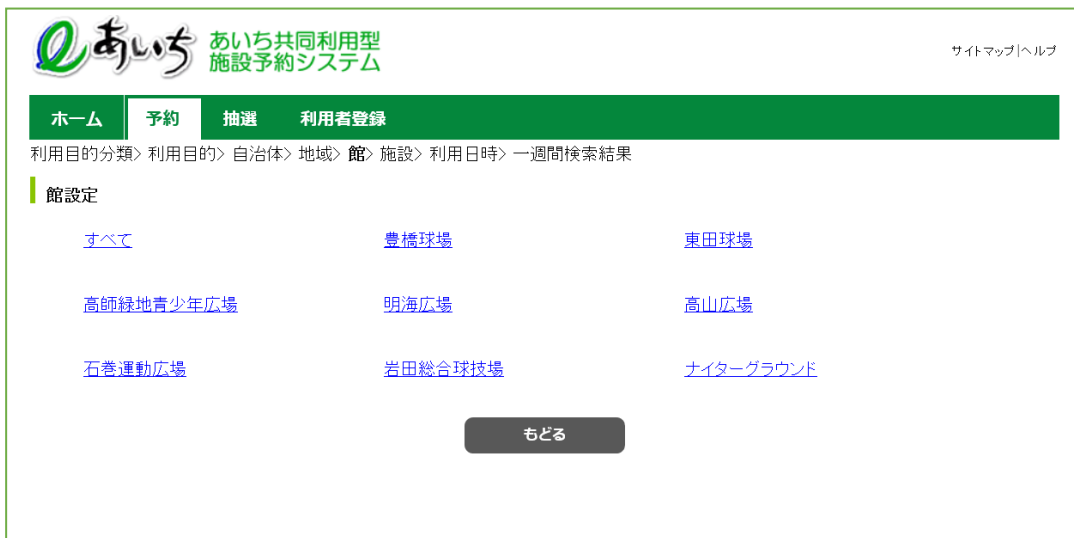 あいち あいち共同利用型
施設予約システム
サイトマップ|ヘルプ
ホーム 予約 抽選 利用者登録
利用目的分類> 利用目的> 自治体> 地域> 館> 施設> 利用日時> 一週間検索結果
館設定
すべて 豊橋球場 東田球場
高師緑地青少年広場 明海広場 高山広場
石巻運動広場 岩田総合球技場 ナイターグラウンド
もどる